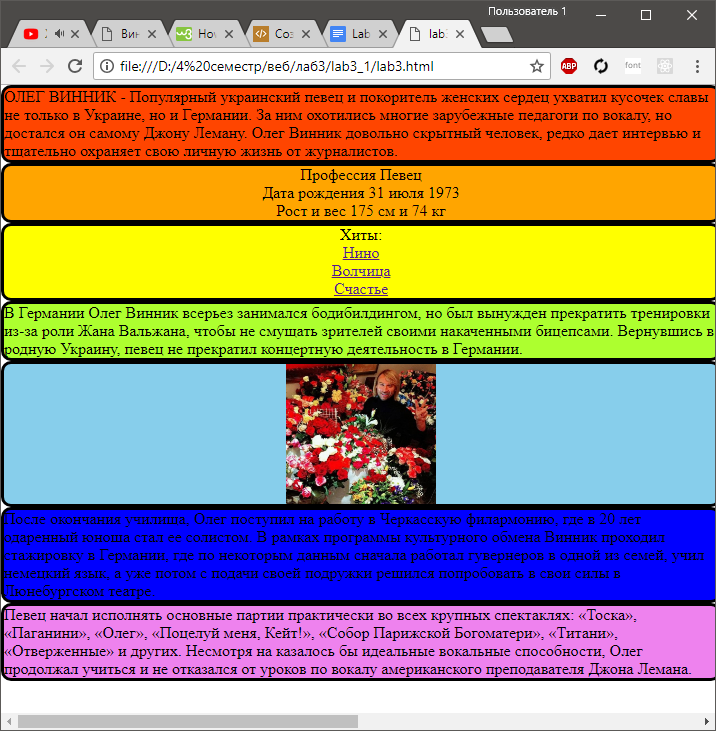 Пользователь 1
Вин
Hov
Соз
Lab
lab.
file:///D:/4%20семестр/веб/ла63/lab3_1/lab3.html
ABP
font
ОЛЕГ ВИННИК - Популярный украинский певец и покоритель женских сердец ухватил кусочек славы
не только в Украине, но и Германии. За ним охотились многие зарубежные педагоги по вокалу, но
достался он самому Джону Леману. Олег Винник довольно скрытный человек, редко дает интервью и
тщательно охраняет свою личную жизнь от журналистов.
Профессия Певец
Дата рождения 31 июля 1973
Рост и вес 175 см и 74 кг
Хиты:
Нино
Волчица
Счастье
В Германии Олег Винник всерьез занимался бодибилдингом, но был вынужден прекратить тренировки
из-за роли Жана Вальжана, чтобы не смущать зрителей своими накаченными бицепсами. Вернувшись в
родную Украину, певец не прекратил концертную деятельность в Германии.
После окончания училища, Олег поступил на работу в Черкасскую филармонию, где в 20 лет
одаренный юноша стал ее солистом. В рамках программы культурного обмена Винник проходил
стажировку в Германии, где по некоторым данным сначала работал гувернером в одной из семей, учил
немецкий язык, а уже потом с подачи своей подружки решился попробовать в свои силы в
Люнебургском театре.
Певец начал исполнять основные партии практически во всех крупных спектаклях: «Тоска»,
«Паганини», «Олег», «Поцелуй меня, Кейт!», «Собор Парижской Богоматери», «Титани»,
«Отверженные» и других. Несмотря на казалось бы идеальные вокальные способности, Олег
продолжал учиться и не отказался от уроков по вокалу американского преподавателя Джона Лемана.